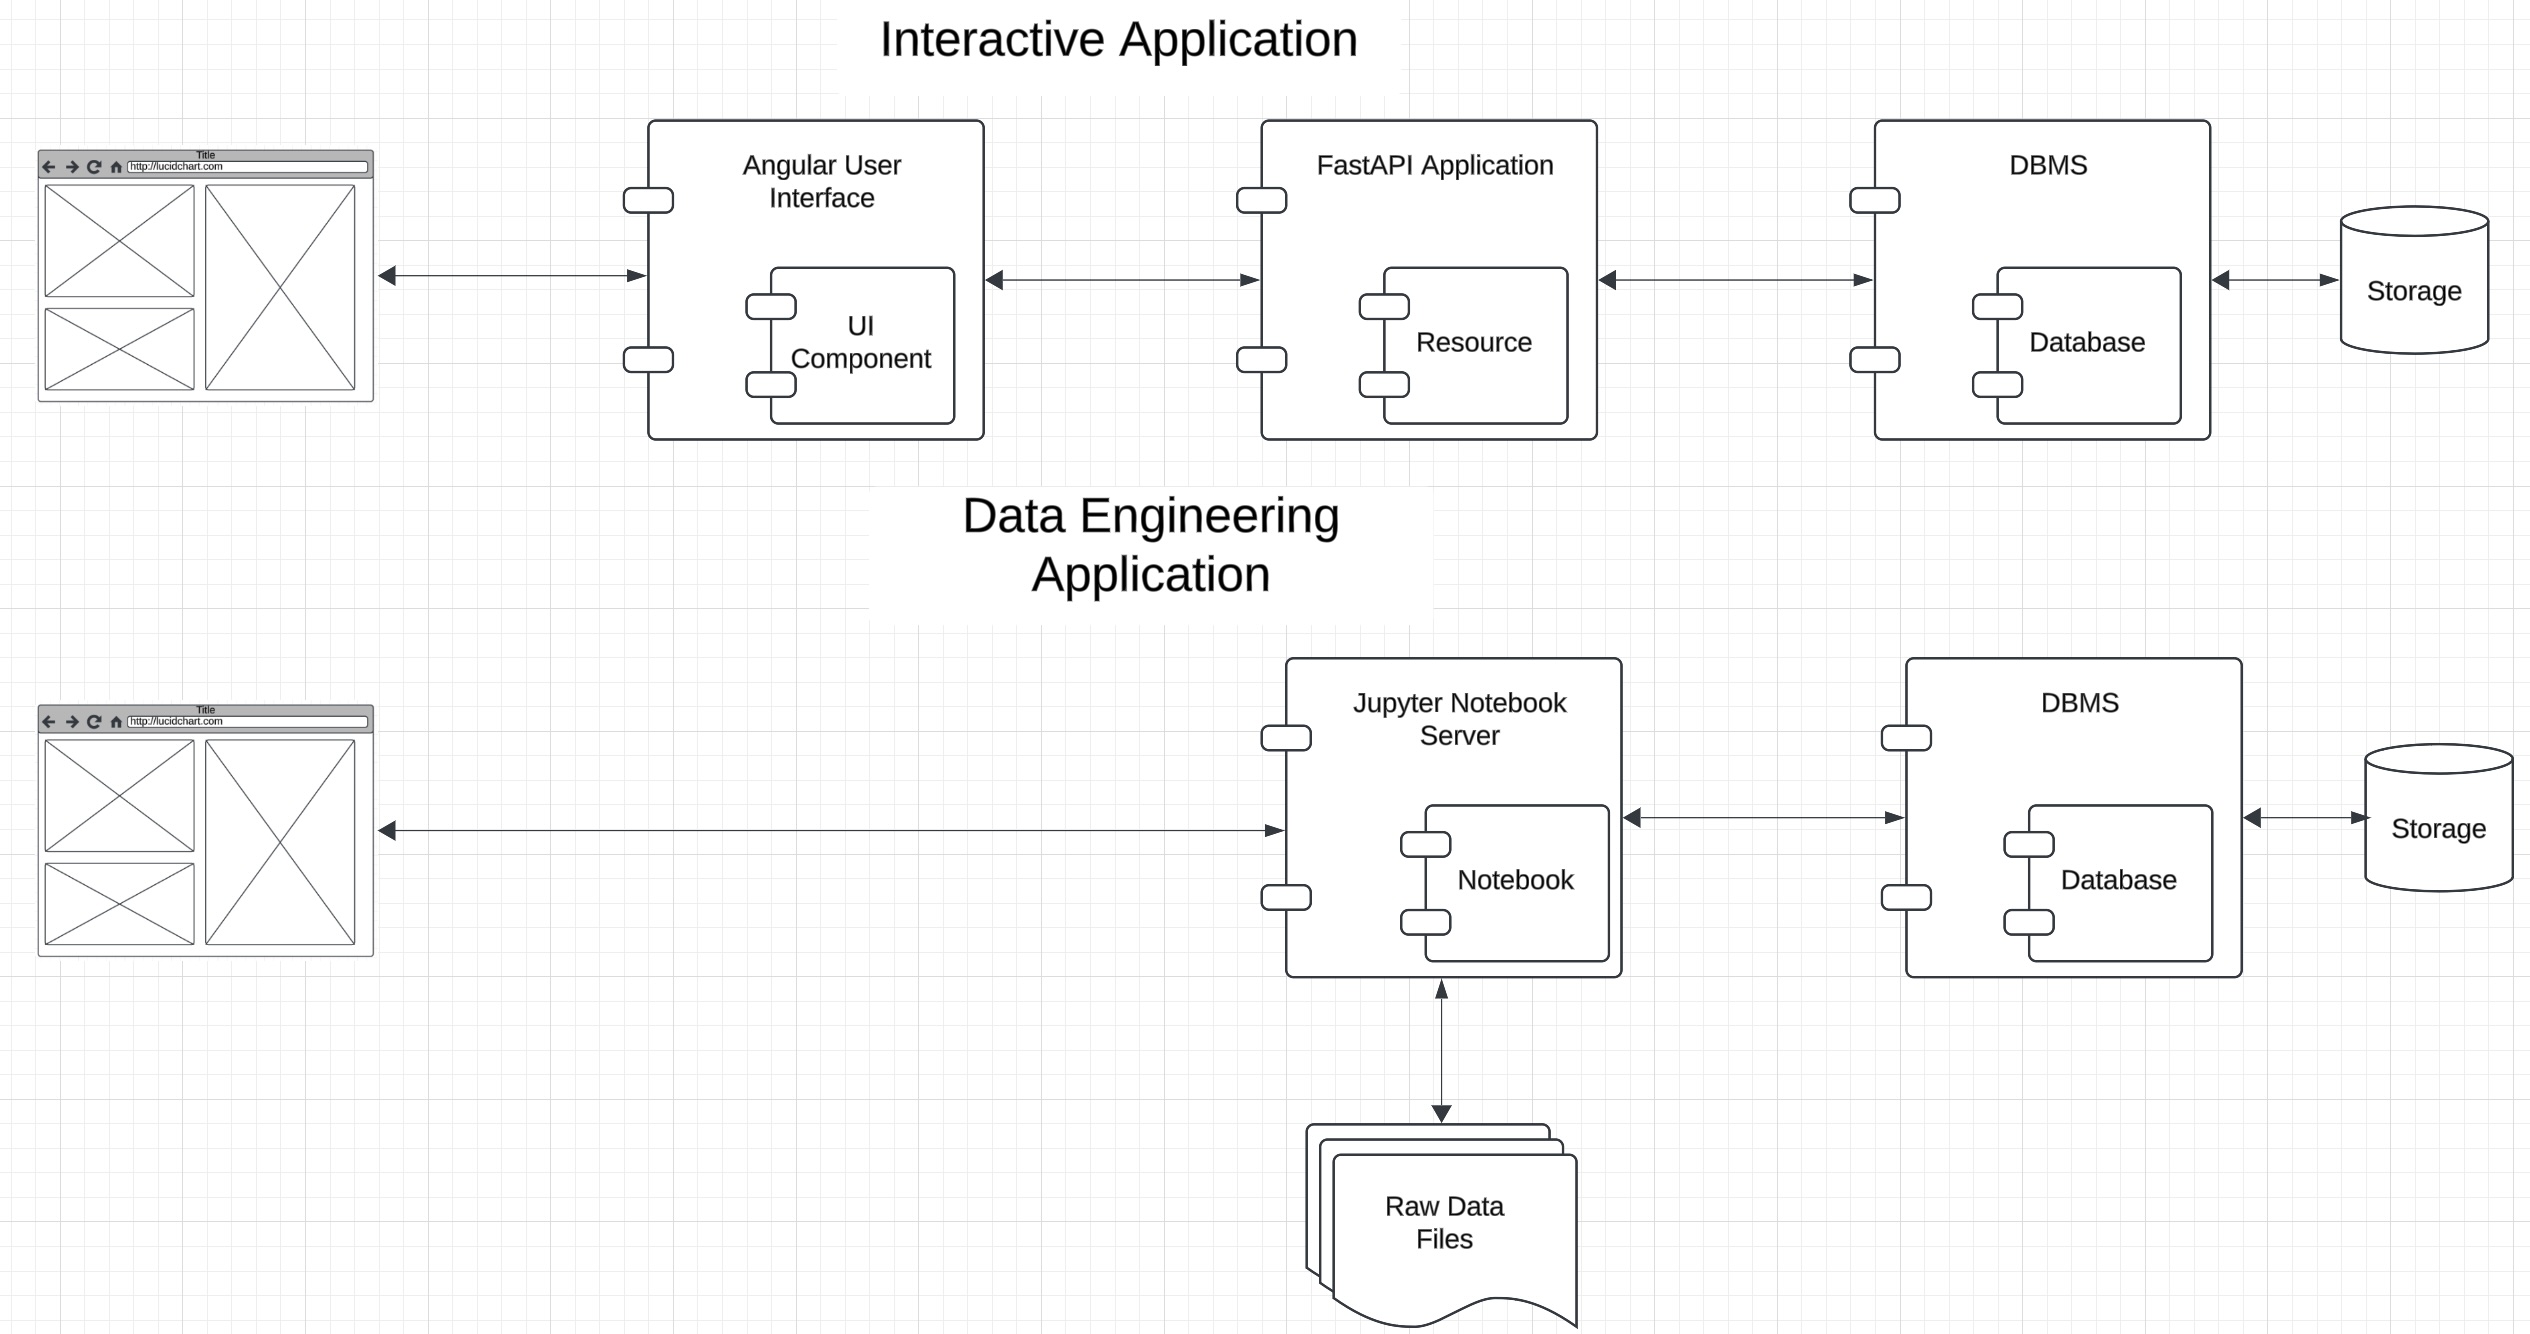 Interactive Application
Title
http://lucidchart.com
Angular User
Interface
UI
Component
FastAPI Application
Resource
DBMS
Database
Storage
Data Engineering
Application
Title
http://lucidchart.com
Jupyter Notebook
Server
Notebook
DBMS
Database
Storage
Raw Data
Files